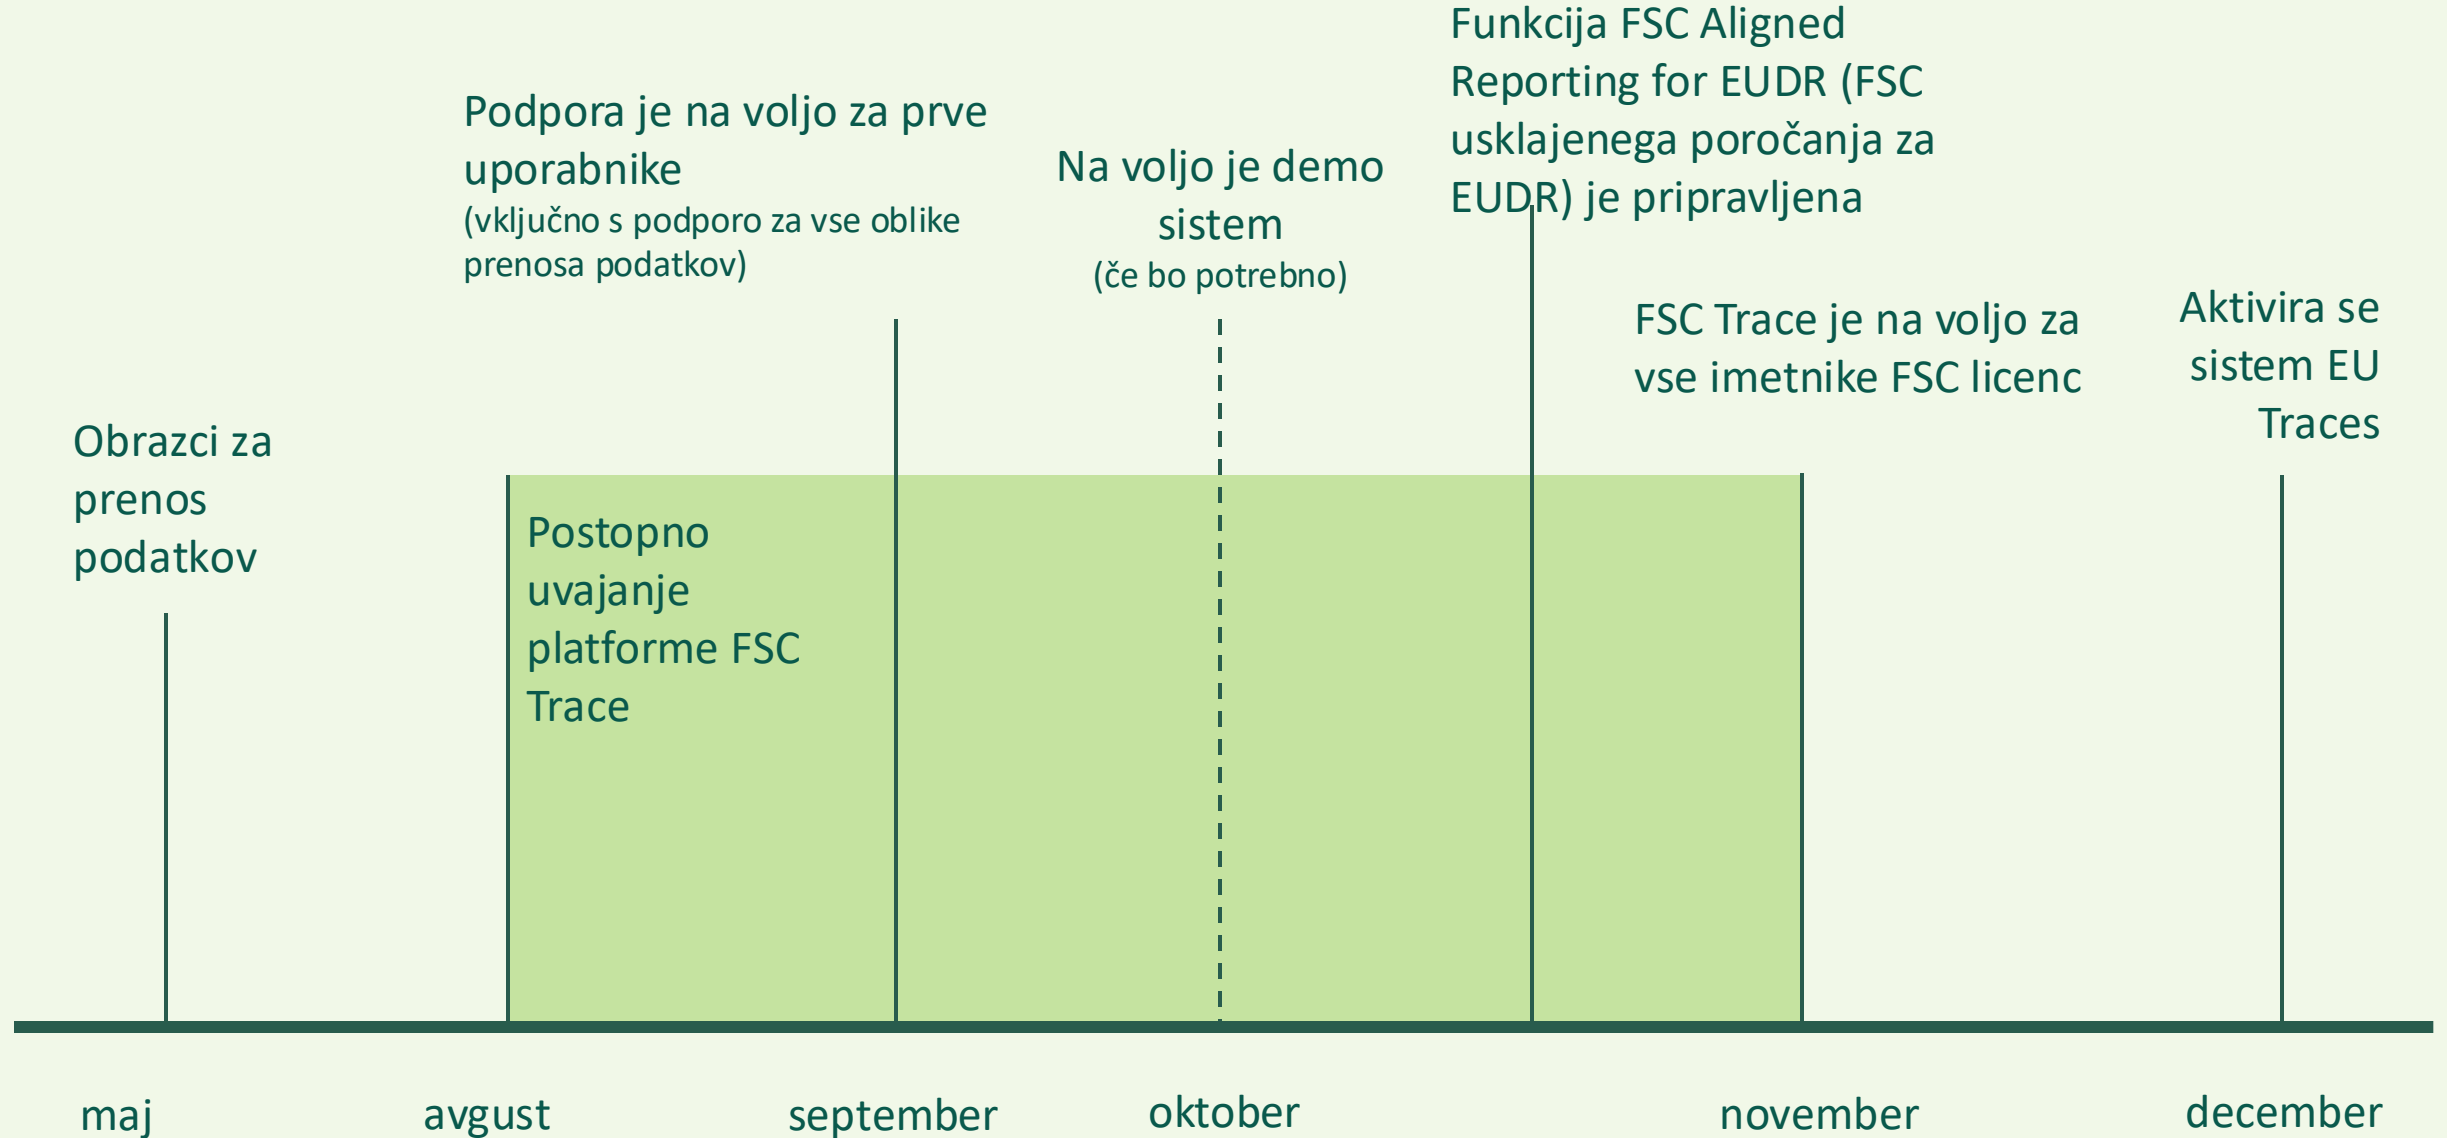 Obrazci za
prenos
podatkov
Postopno
uvajanje
platforme FSC
Trace
Podpora je na voljo za prve
uporabnike
(vključno s podporo za vse oblike
prenosa podatkov)
Na voljo je demo
sistem
(če bo potrebno)
Funkcija FSC Aligned
Reporting for EUDR (FSC
usklajenega poročanja za
EUDR) je pripravljena
FSC Trace je na voljo za
vse imetnike FSC licenc
Aktivira se
sistem EU
Traces
maj
avgust
september
oktober
november
december